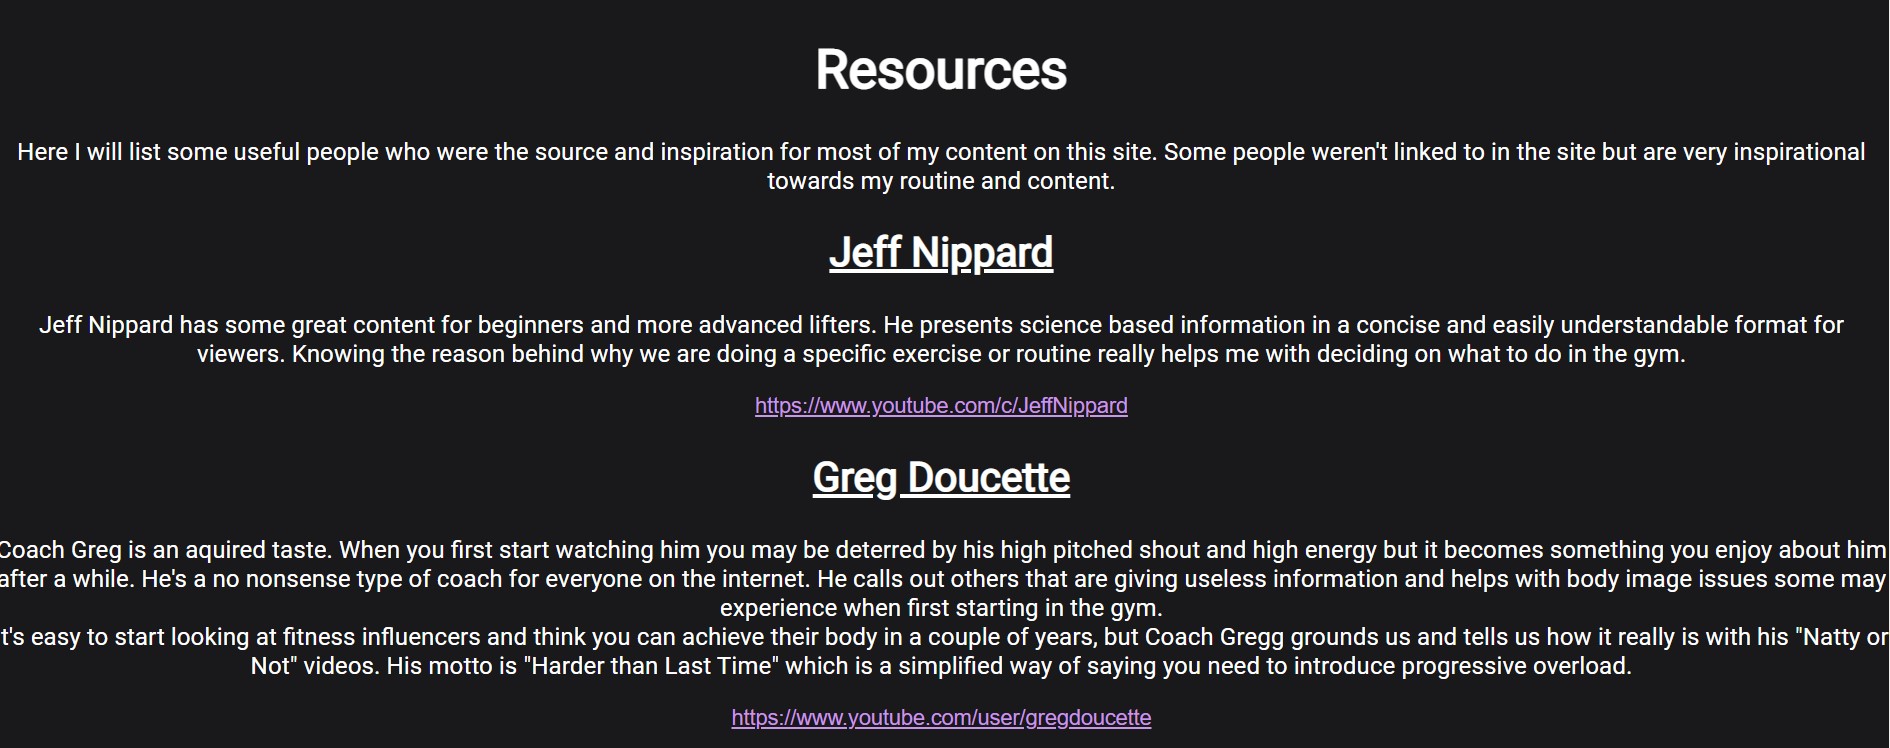 Resources
Here I will list some useful people who were the source and inspiration for most of my content on this site. Some people weren't linked to in the site but are very inspirational
towards my routine and content.
Jeff Nippard
Jeff Nippard has some great content for beginners and more advanced lifters. He presents science based information in a concise and easily understandable format for
viewers. Knowing the reason behind why we are doing a specific exercise or routine really helps me with deciding on what to do in the gym.
https://www.youtube.com/c/JeffNippard
Greg Doucette
Coach Greg is an aquired taste. When you first start watching him you may be deterred by his high pitched shout and high energy but it becomes something you enjoy about him
after a while. He's a no nonsense type of coach for everyone on the internet. He calls out others that are giving useless information and helps with body image issues some may
experience when first starting in the gym.
t's easy to start looking at fitness influencers and think you can achieve their body in a couple of years, but Coach Gregg grounds us and tells us how it really is with his "Natty or
Not" videos. His motto is "Harder than Last Time" which is a simplified way of saying you need to introduce progressive overload.
https://www.youtube.com/user/gregdoucette